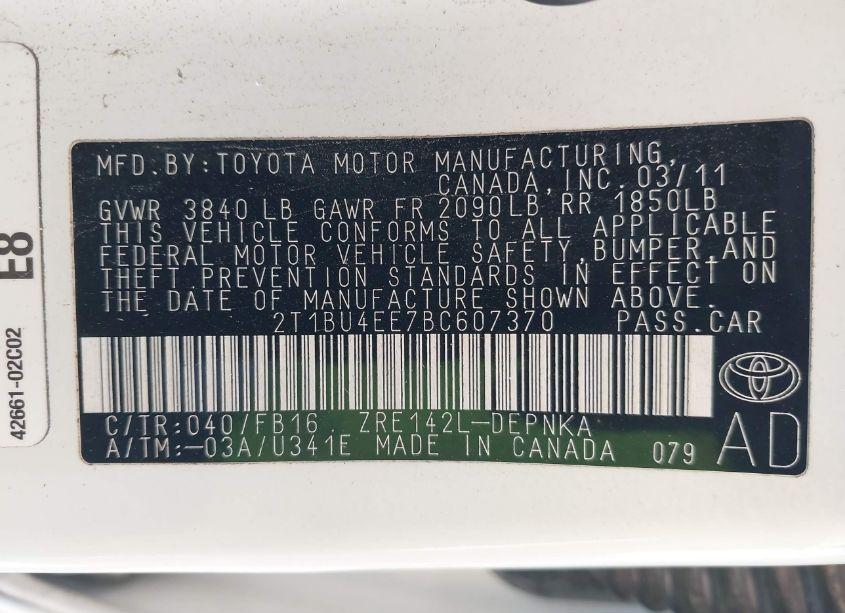 MFD.BY:TOYOTA MOTOR MANUFACTURING,
CANADA,INC. 03/11
GVWR 3840 LB GAWR FR 2090LB RR 1850LB
THIS VEHICLE CONFORMS TO ALL APPLICABLE
FEDERAL MOTOR VEHICLE SAFETY,BUMPER,AND
THEFT PREVENTION STANDARDS IN EFFECT ON
THE DATE OF MANUFACTURE SHOWN ABOVE.
2T1BU4EE7BC607370 PASS.CAR
C/TR:040/FB16 ZRE142L-DEPNKA
A/TM:-03A/U341E MADE IN CANADA 079
AD
E8
42661-02C02